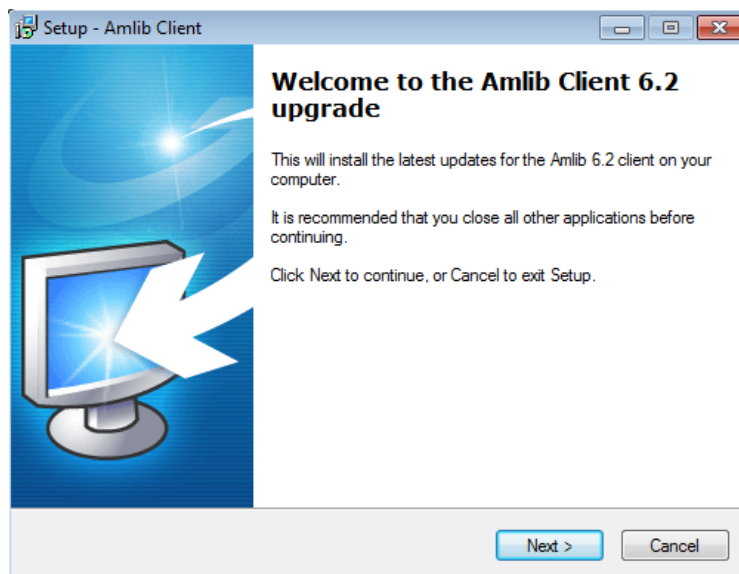 Setup - Amlib Client
Welcome to the Amlib Client 6.2
upgrade
This will install the latest updates for the Amlib 6.2 client on your
computer.
It is recommended that you close all other applications before
continuing.
Click Next to continue, or Cancel to exit Setup.
Next >
Cancel